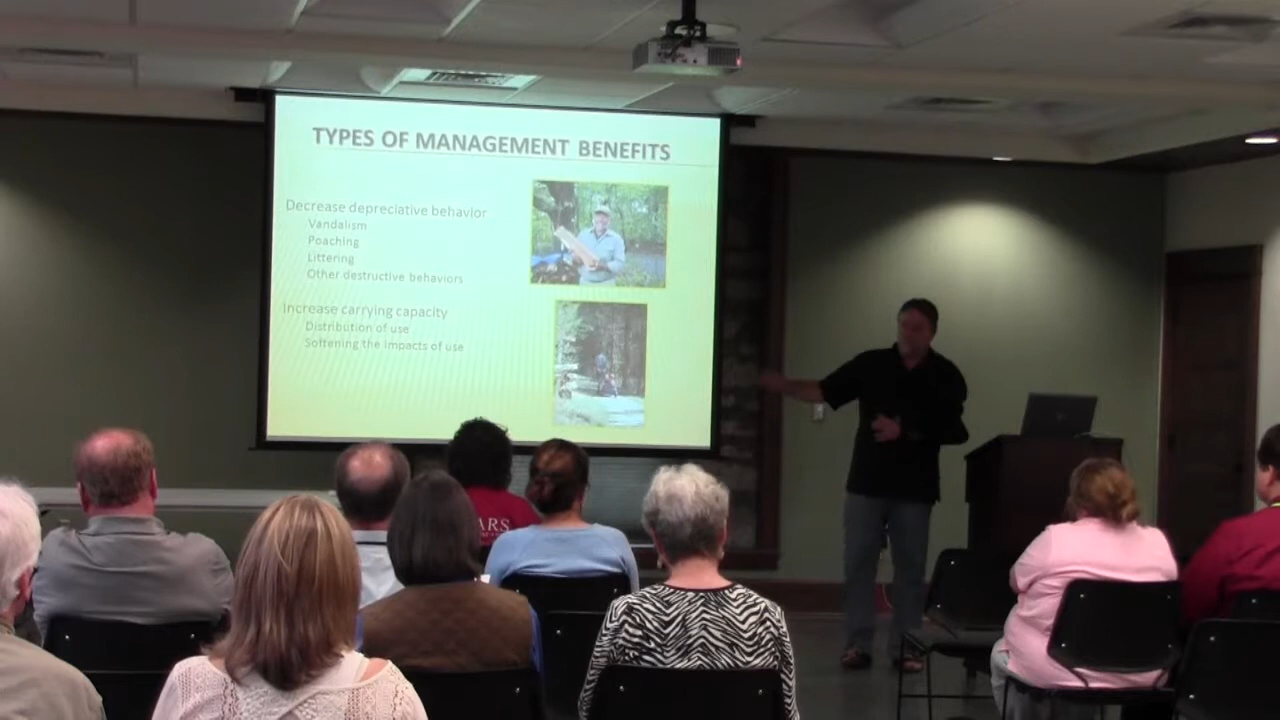 TYPES OF MANAGEMENT BENEFITS
Decrease depreciative behavior
Vandalism
Poaching
Littering
Other destructive behaviors
Increase carrying capacity
Distribution of use
Softening the impacts of use
ARS